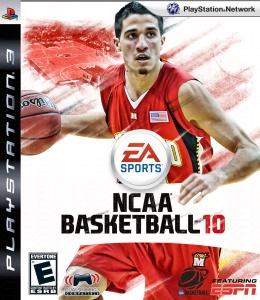 PlayStation Network
PLAYSTATION 3
EA
SPORTS
NCAA
BASKETBALL 10
EVERYONE
E
ESRB
FEATURING
ESPN